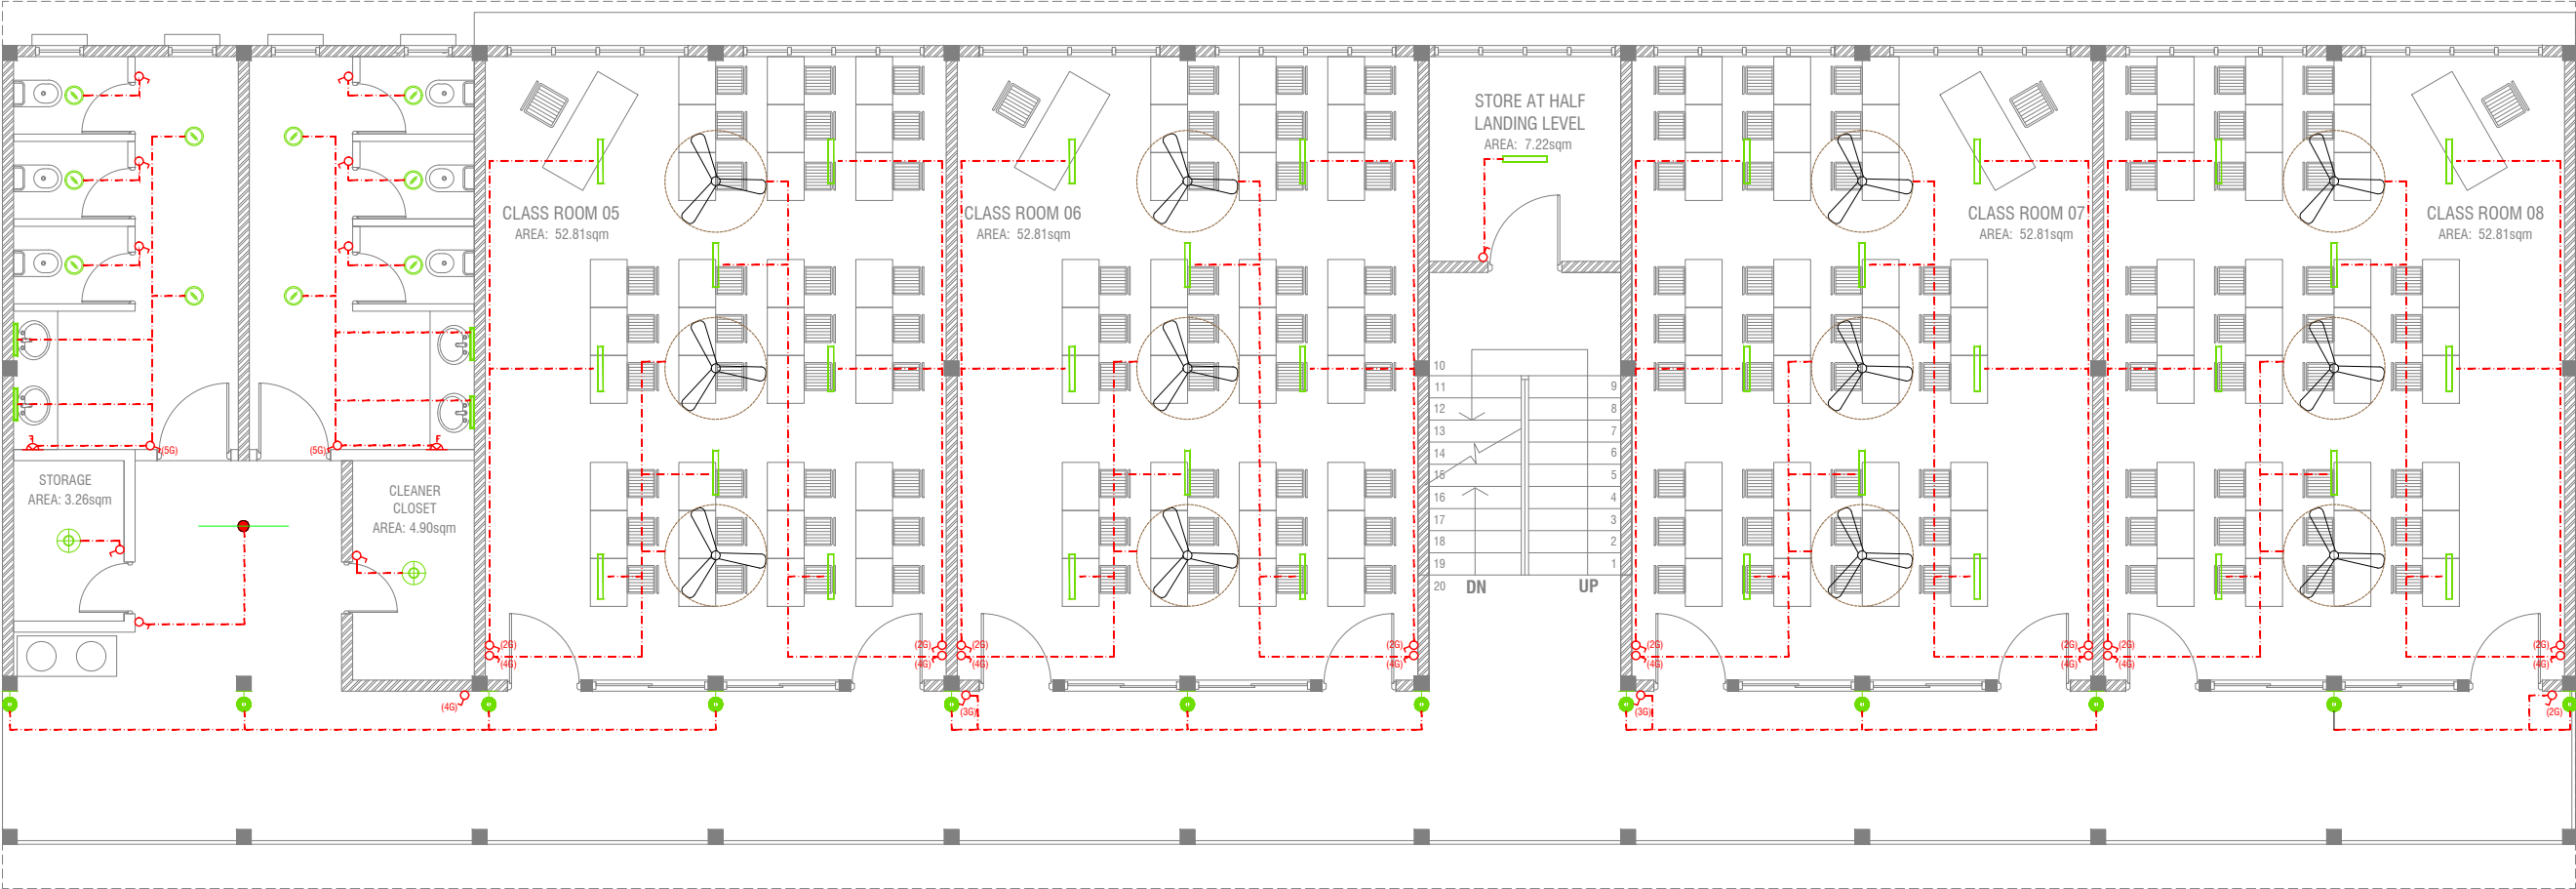 STORE AT HALF
LANDING LEVEL
AREA: 7.22sqm
CLASS ROOM 05
AREA: 52.81sqm
CLASS ROOM 06
AREA: 52.81sqm
CLASS ROOM 07
AREA: 52.81sqm
CLASS ROOM 08
AREA: 52.81sqm
10
11
12
13
14
15
16
17
18
19
20
DN
9
8
7
6
5
4
3
2
1
UP
(5G)
(5G)
STORAGE
AREA: 3.26sqm
CLEANER
CLOSET
AREA: 4.90sqm
(2G)
(4G)
(2G)
(4G)
(2G)
(4G)
(2G)
(4G)
(2G)
(4G)
(2G)
(4G)
(2G)
(4G)
(2G)
(4G)
(4G)
(3G)
(3G)
(2G)